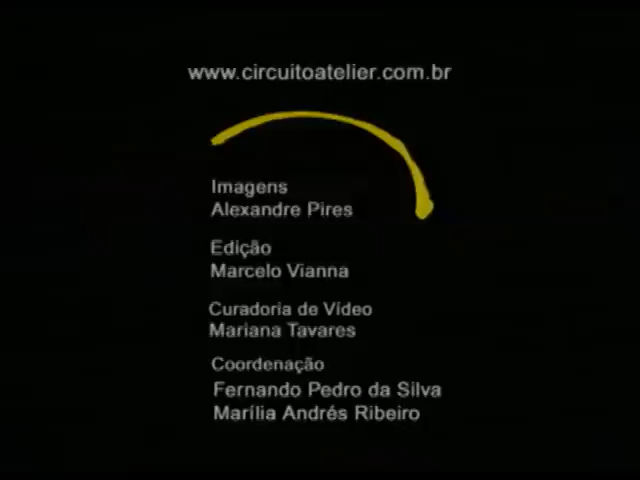 www.circuitoatelier.com.br
Imagens
Alexandre Pires
Edição
Marcelo Vianna
Curadoria de Vídeo
Mariana Tavares
Coordenação
Fernando Pedro da Silva
Marília Andrés Ribeiro